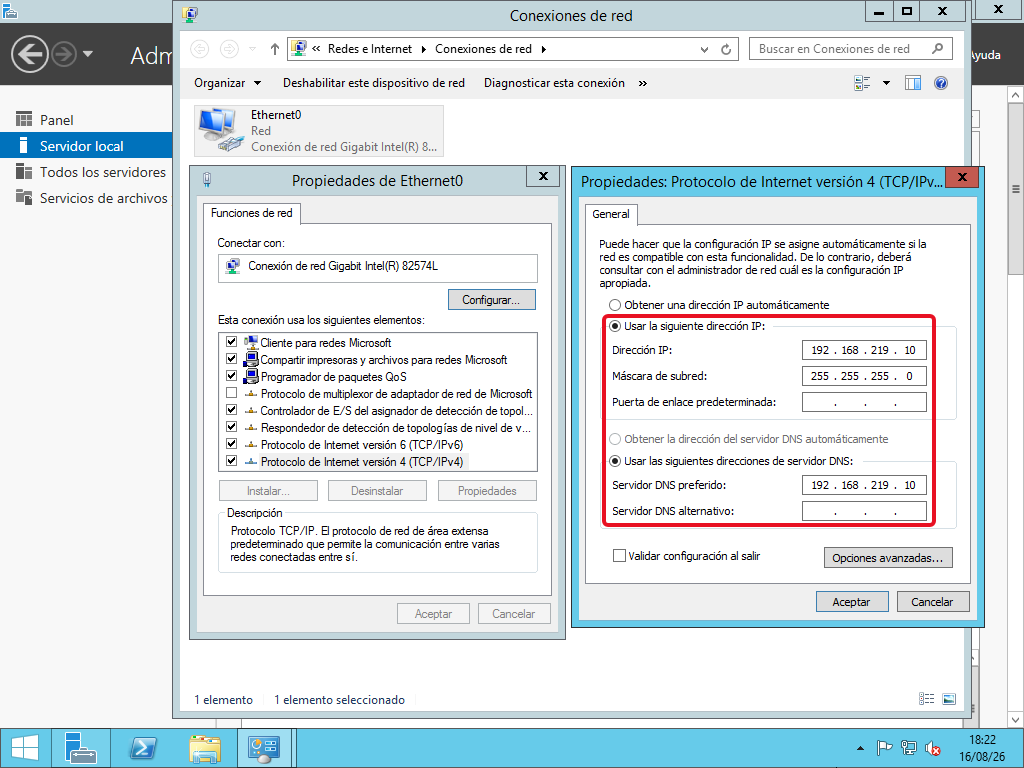 Conexiones de red
Adm
Ayuda
« Redes e Internet Conexiones de red
Buscar en Conexiones de red
Organizar Deshabilitar este dispositivo de red Diagnosticar esta conexión »
Panel
Servidor local
Todos los servidores
Servicios de archivos
Ethernet0
Red
Conexión de red Gigabit Intel(R) 8...
Propiedades de Ethernet0
Funciones de red
Conectar con:
Conexión de red Gigabit Intel(R) 82574L
Configurar...
Esta conexión usa los siguientes elementos:
Cliente para redes Microsoft
Compartir impresoras y archivos para redes Microsoft
Programador de paquetes QoS
Protocolo de multiplexor de adaptador de red de Microsoft
Controlador de E/S del asignador de detección de topol...
Respondedor de detección de topologías de nivel de v...
Protocolo de Internet versión 6 (TCP/IPv6)
Protocolo de Internet versión 4 (TCP/IPv4)
Instalar... Desinstalar Propiedades
Descripción
Protocolo TCP/IP. El protocolo de red de área extensa
predeterminado que permite la comunicación entre varias
redes conectadas entre sí.
Aceptar Cancelar
Propiedades: Protocolo de Internet versión 4 (TCP/IPv...
General
Puede hacer que la configuración IP se asigne automáticamente si la
red es compatible con esta funcionalidad. De lo contrario, deberá
consultar con el administrador de red cuál es la configuración IP
apropiada.
Obtener una dirección IP automáticamente
Usar la siguiente dirección IP:
Dirección IP: 192 . 168 . 219 . 10
Máscara de subred: 255 . 255 . 255 . 0
Puerta de enlace predeterminada: . . .
Obtener la dirección del servidor DNS automáticamente
Usar las siguientes direcciones de servidor DNS:
Servidor DNS preferido: 192 . 168 . 219 . 10
Servidor DNS alternativo: . . .
Validar configuración al salir
Opciones avanzadas...
Aceptar Cancelar
1 elemento 1 elemento seleccionado
18:22
16/08/26